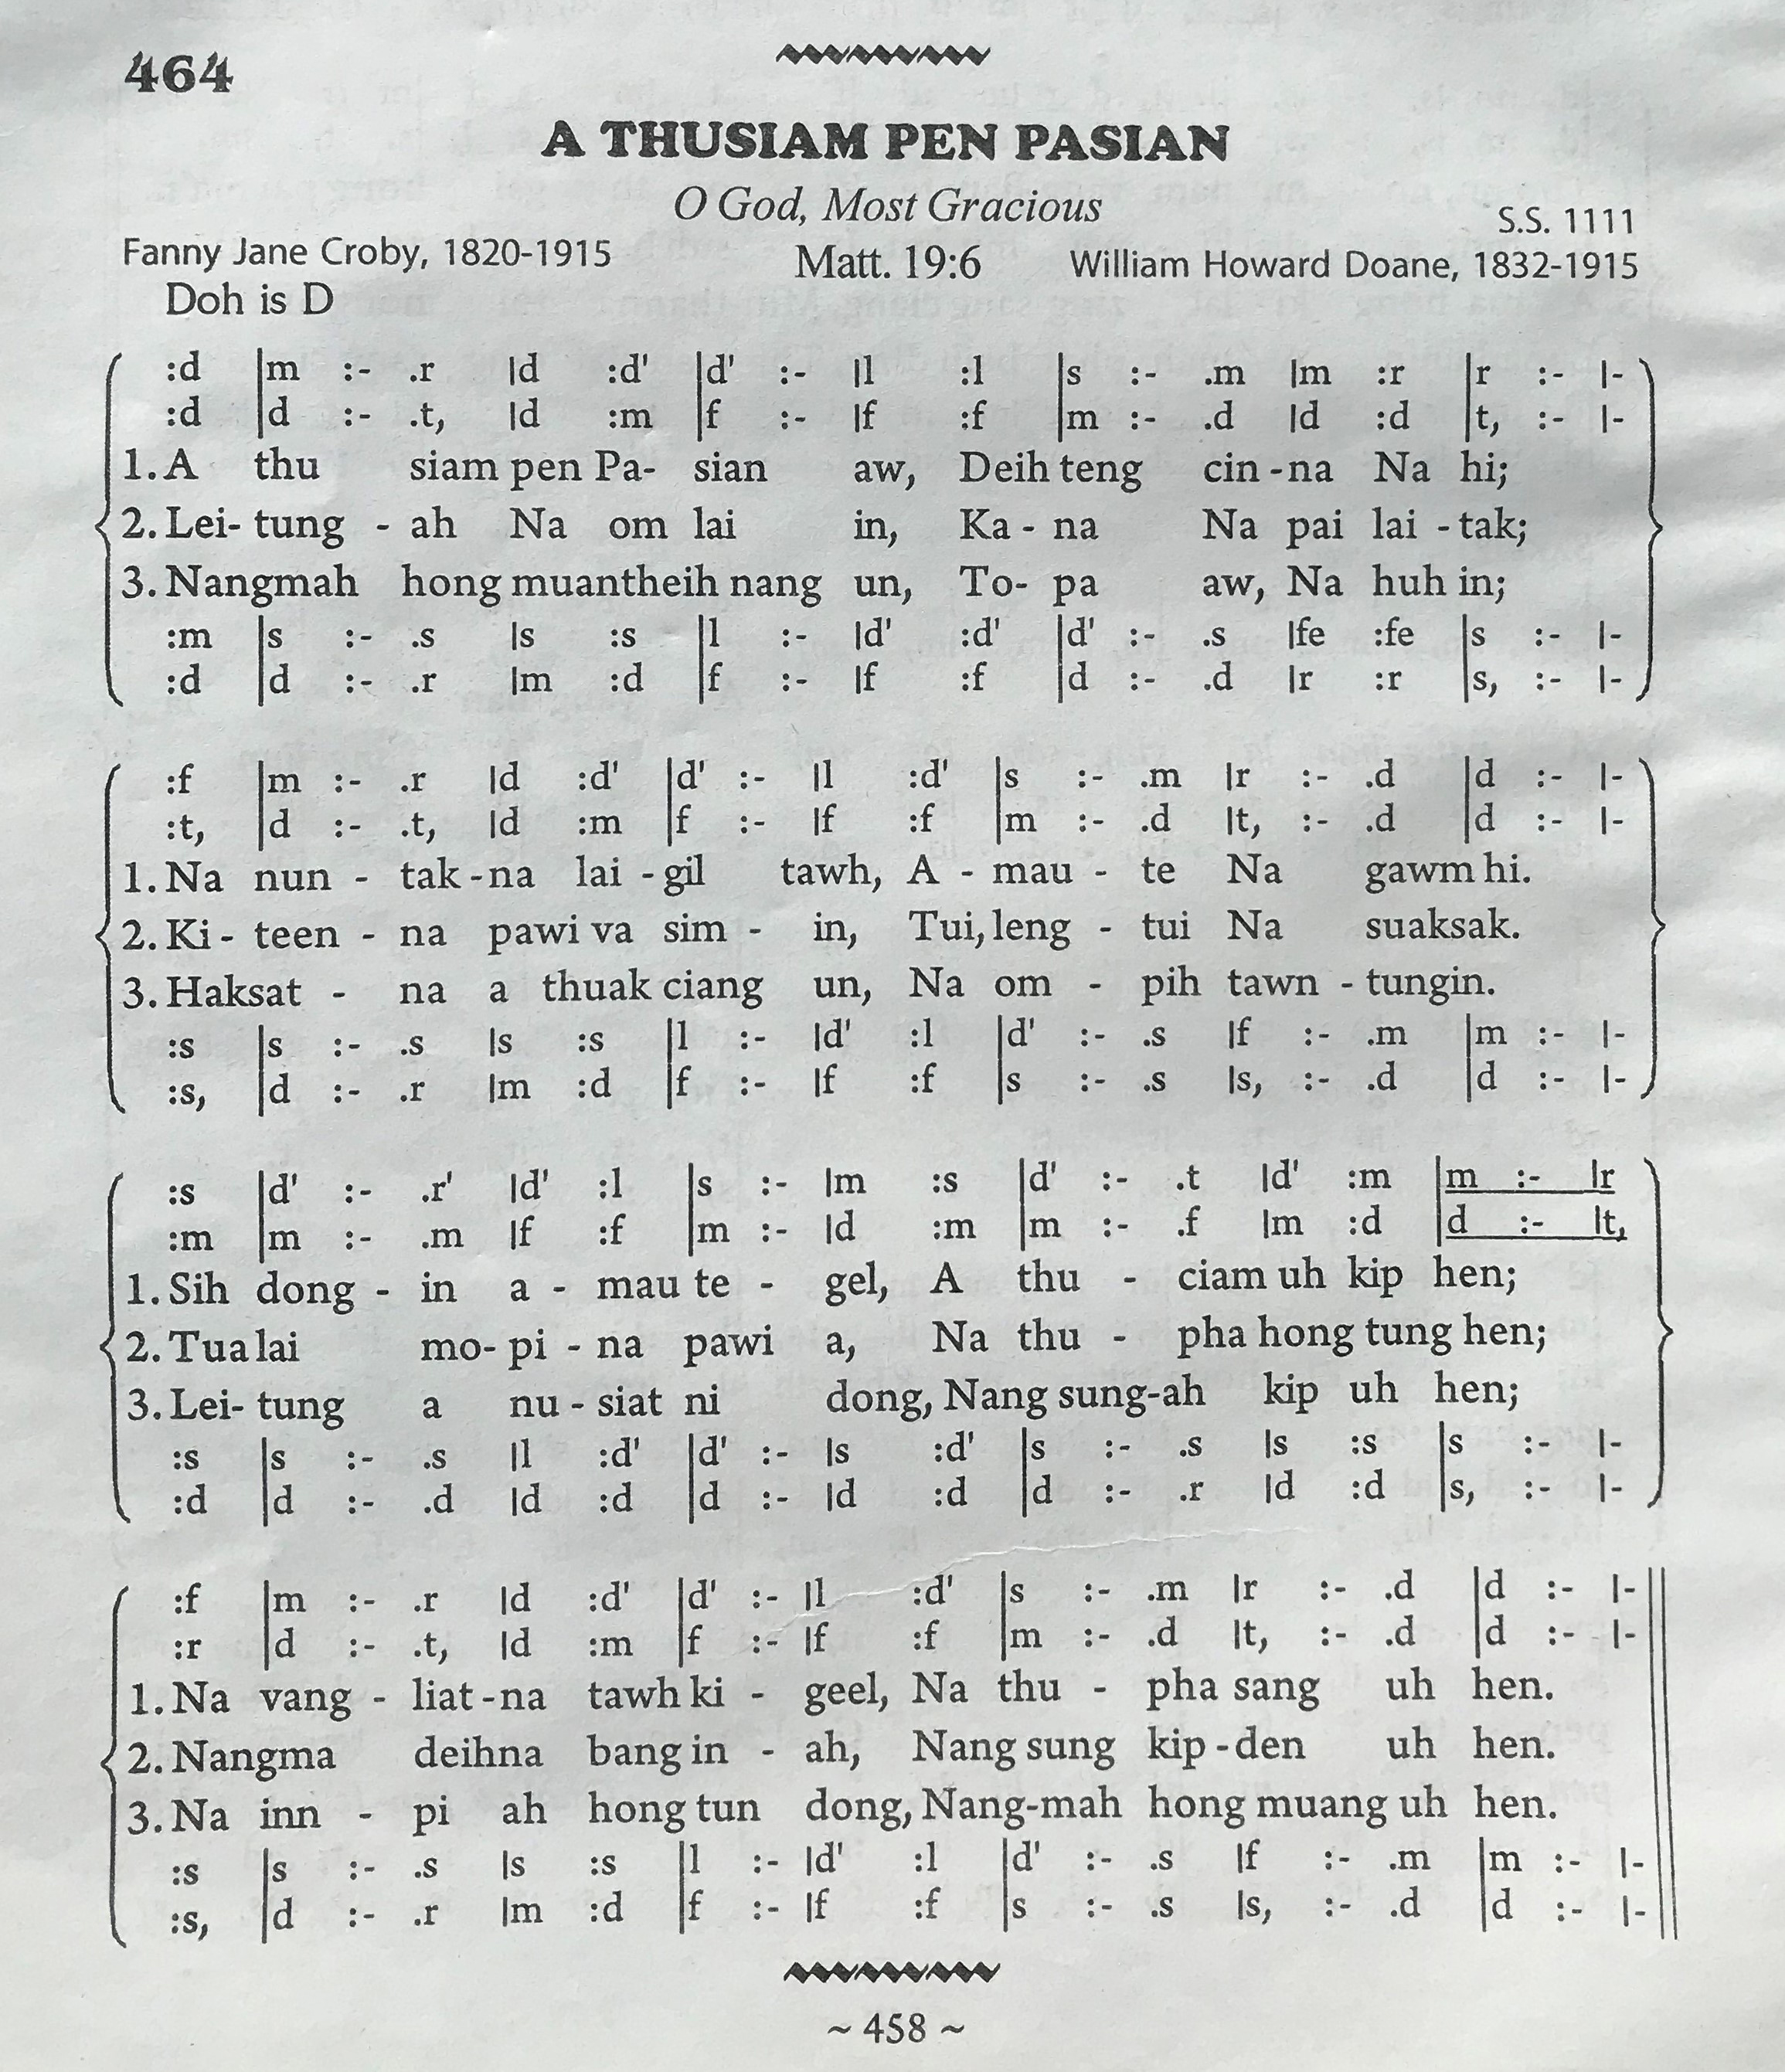 464
A THUSIAM PEN PASIAN
O God, Most Gracious
S.S. 1111
Fanny Jane Croby, 1820-1915 Matt. 19:6 William Howard Doane, 1832-1915
Doh is D
:d |m :- .r |d :d' |d' :- |l :l |s :- .m |m :r |r :- |-
:d |d :- .t, |d :m |f :- |f :f |m :- .d |d :d |t, :- |-
1. A thu siam pen Pa- sian aw, Deih teng cin -na Na hi;
2. Lei- tung - ah Na om lai in, Ka - na Na pai lai - tak;
3. Nangmah hong muantheih nang un, To- pa aw, Na huh in;
:m |s :- .s |s :s |l :- |d' :d' |d' :- .s |fe :fe |s :- |-
:d |d :- .r |m :d |f :- |f :f |d :- .d |r :r |s, :- |-
:f |m :- .r |d :d' |d' :- |l :d' |s :- .m |r :- .d |d :- |-
:t, |d :- .t, |d :m |f :- |f :f |m :- .d |t, :- .d |d :- |-
1. Na nun - tak -na lai - gil tawh, A - mau - te Na gawm hi.
2. Ki - teen - na pawi va sim - in, Tui, leng - tui Na suaksak.
3. Haksat - na a thuak ciang un, Na om - pih tawn - tungin.
:s |s :- .s |s :s |l :- |d' :l |d' :- .s |f :- .m |m :- |-
:s, |d :- .r |m :d |f :- |f :f |s :- .s |s, :- .d |d :- |-
:s |d' :- .r' |d' :l |s :- |m :s |d' :- .t |d' :m |m :- |r
:m |m :- .m |f :f |m :- |d :m |m :- .f |m :d |d :- |t,
1. Sih dong - in a - mau te - gel, A thu - ciam uh kip hen;
2. Tua lai mo- pi - na pawi a, Na thu - pha hong tung hen;
3. Lei- tung a nu - siat ni dong, Nang sung-ah kip uh hen;
:s |s :- .s |l :d' |d' :- |s :d' |s :- .s |s :s |s :- |-
:d |d :- .d |d :d |d :- |d :d |d :- .r |d :d |s, :- |-
:f |m :- .r |d :d' |d' :- |l :d' |s :- .m |r :- .d |d :- |-
:r |d :- .t, |d :m |f :- |f :f |m :- .d |t, :- .d |d :- |-
1. Na vang - liat -na tawh ki - geel, Na thu - pha sang uh hen.
2. Nangma deihna bang in - ah, Nang sung kip -den uh hen.
3. Na inn - pi ah hong tun dong, Nang-mah hong muang uh hen.
:s |s :- .s |s :s |l :- |d' :l |d' :- .s |f :- .m |m :- |-
:s, |d :- .r |m :d |f :- |f :f |s :- .s |s, :- .d |d :- |-
~ 458 ~